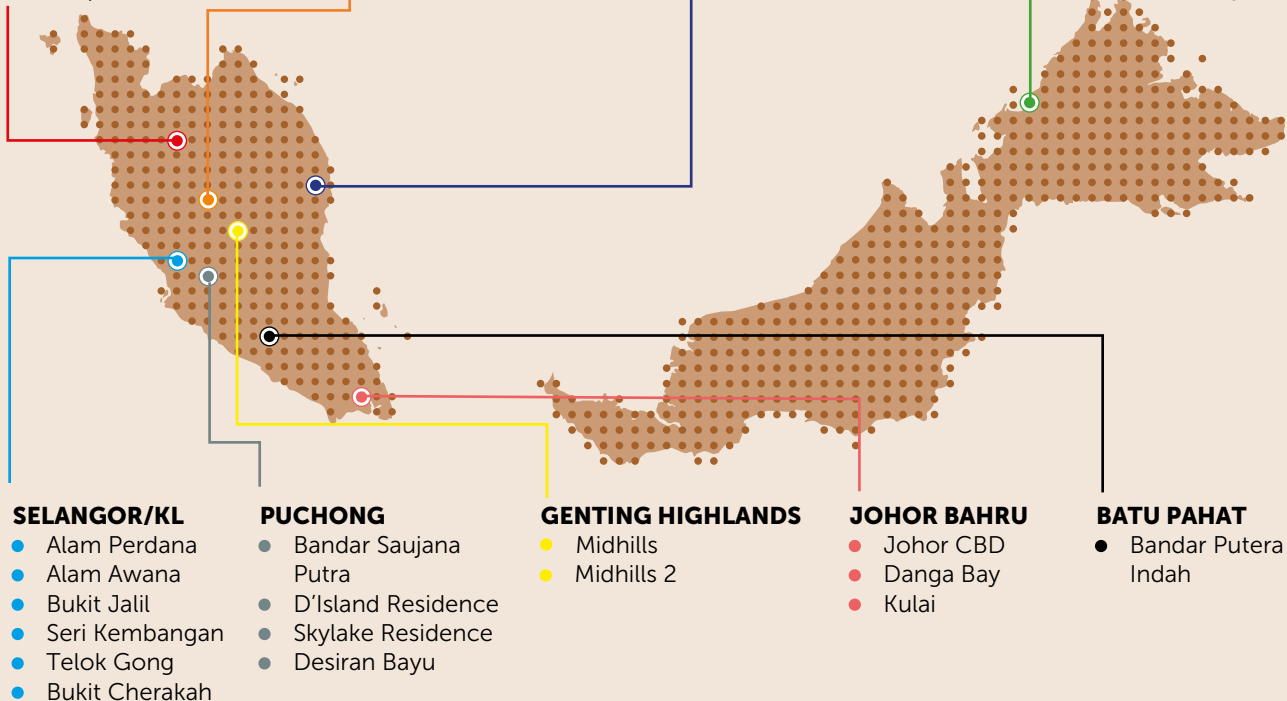 SELANGOR/KL
Alam Perdana
Alam Awana
Bukit Jalil
Seri Kembangan
Telok Gong
Bukit Cherakah
PUCHONG
Bandar Saujana
Putra
D'Island Residence
Skylake Residence
Desiran Bayu
GENTING HIGHLANDS
Midhills
Midhills 2
JOHOR BAHRU
Johor CBD
Danga Bay
Kulai
BATU PAHAT
Bandar Putera
Indah